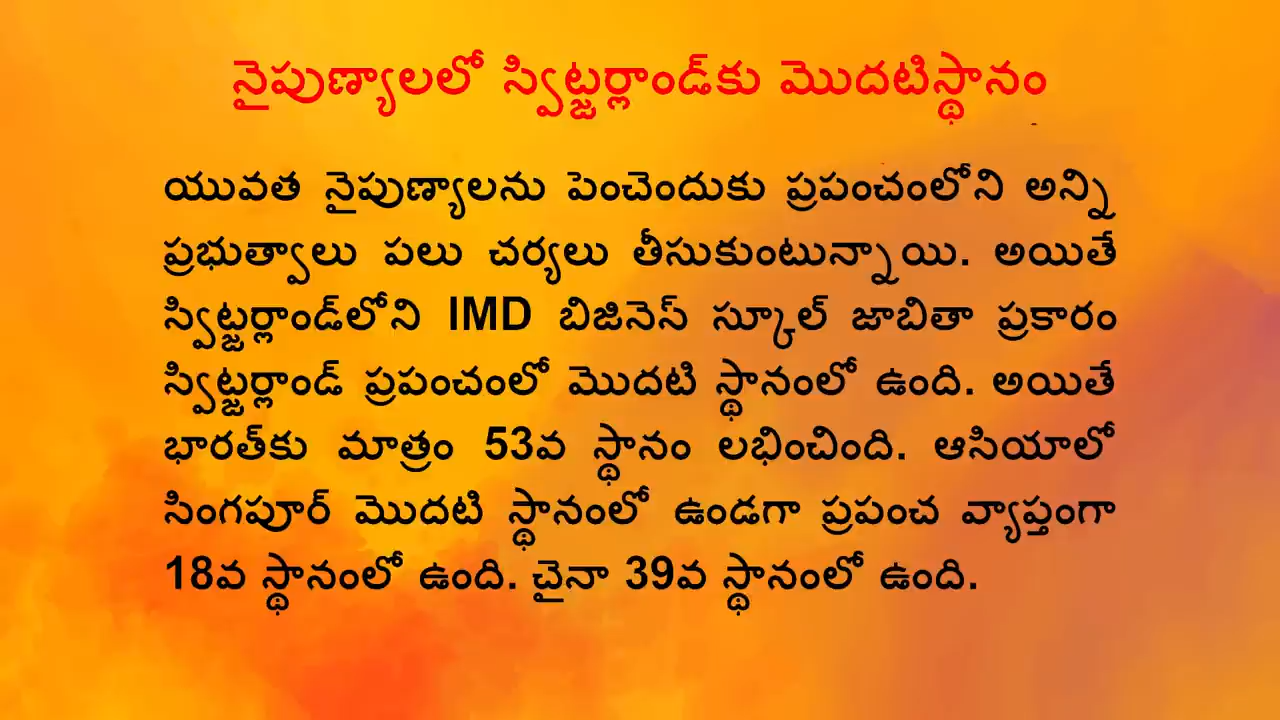 నైపుణ్యాలలో స్విట్జర్లాండ్‌కు మొదటిస్థానం
యువత నైపుణ్యాలను పెంచెందుకు ప్రపంచంలోని అన్ని
ప్రభుత్వాలు పలు చర్యలు తీసుకుంటున్నాయి. అయితే
స్విట్జర్లాండ్‌లోని IMD బిజినెస్ స్కూల్ జాబితా ప్రకారం
స్విట్జర్లాండ్ ప్రపంచంలో మొదటి స్థానంలో ఉంది. అయితే
భారత్‌కు మాత్రం 53వ స్థానం లభించింది. ఆసియాలో
సింగపూర్ మొదటి స్థానంలో ఉండగా ప్రపంచ వ్యాప్తంగా
18వ స్థానంలో ఉంది. చైనా 39వ స్థానంలో ఉంది.